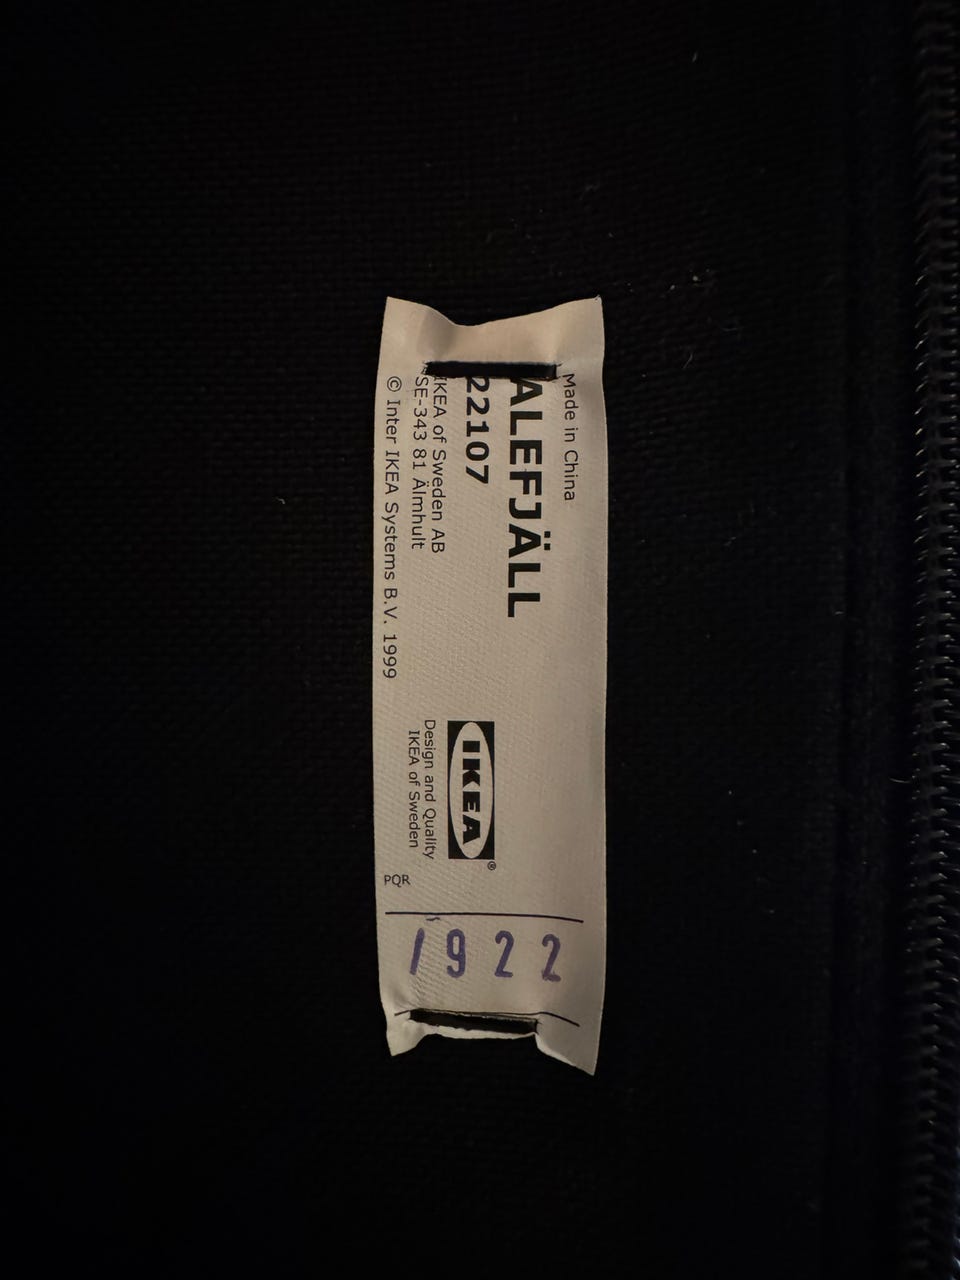 Made in China
ALEFJÄLL
22107
IKEA of Sweden AB
SE-343 81 Älmhult
© Inter IKEA Systems B.V. 1999
IKEA®
Design and Quality
IKEA of Sweden
PQR
1922